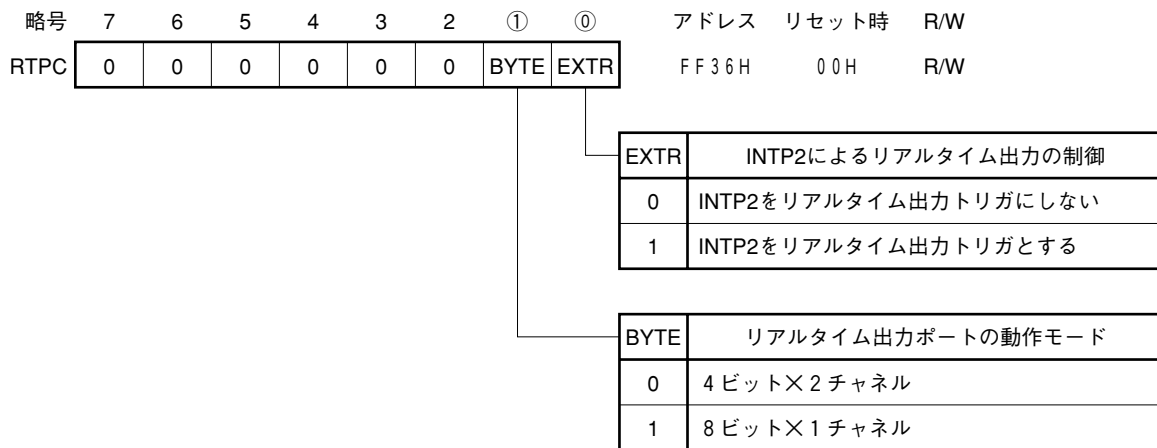 略号 7 6 5 4 3 2 ① ⓪ アドレス リセット時 R/W
RTPC 0 0 0 0 0 0 BYTE EXTR FF36H 00H R/W
EXTR INTP2によるリアルタイム出力の制御
0 INTP2をリアルタイム出力トリガにしない
1 INTP2をリアルタイム出力トリガとする
BYTE リアルタイム出力ポートの動作モード
0 4ビット×2チャネル
1 8ビット×1チャネル